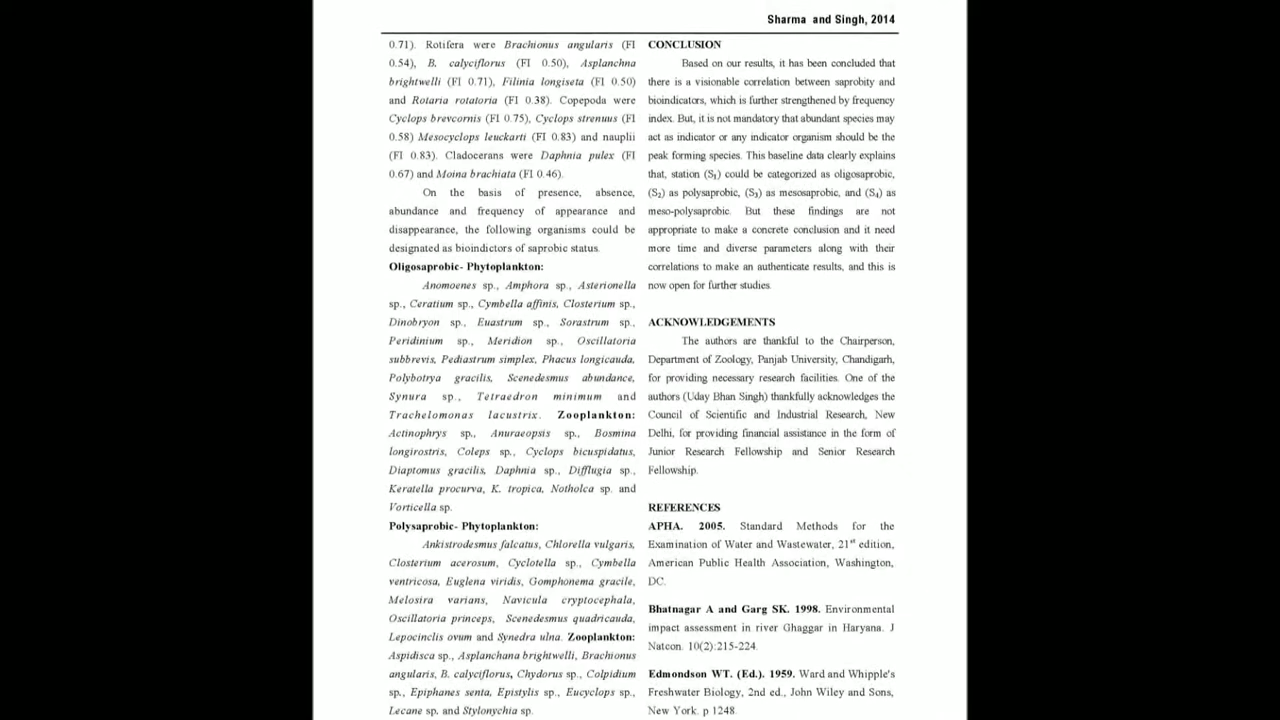 Sharma and Singh, 2014
0.71). Rotifera were Brachionus angularis (FI
0.54), B. calyciflorus (FI 0.50), Asplanchna
brightwelli (FI 0.71), Filinia longiseta (FI 0.50)
and Rotaria rotatoria (FI 0.38). Copepoda were
Cyclops brevcornis (FI 0.75), Cyclops strenuus (FI
0.58) Mesocyclops leuckarti (FI 0.83) and nauplii
(FI 0.83). Cladocerans were Daphnia pulex (FI
0.67) and Moina brachiata (FI 0.46).
On the basis of presence, absence,
abundance and frequency of appearance and
disappearance, the following organisms could be
designated as bioindictors of saprobic status.
Oligosaprobic- Phytoplankton:
Anomoenes sp., Amphora sp., Asterionella
sp., Ceratium sp., Cymbella affinis, Closterium sp.,
Dinobryon sp., Euastrum sp., Sorastrum sp.,
Peridinium sp., Meridion sp., Oscillatoria
subbrevis, Pediastrum simplex, Phacus longicauda,
Polybotrya gracilis, Scenedesmus abundance,
Synura sp., Tetraedron minimum and
Trachelomonas lacustrix. Zooplankton:
Actinophrys sp., Anuraeopsis sp., Bosmina
longirostris, Coleps sp., Cyclops bicuspidatus,
Diaptomus gracilis, Daphnia sp., Difflugia sp.,
Keratella procurva, K. tropica, Notholca sp. and
Vorticella sp.
Polysaprobic- Phytoplankton:
Ankistrodesmus falcatus, Chlorella vulgaris,
Closterium acerosum, Cyclotella sp., Cymbella
ventricosa, Euglena viridis, Gomphonema gracile,
Melosira varians, Navicula cryptocephala,
Oscillatoria princeps, Scenedesmus quadricauda,
Lepocinclis ovum and Synedra ulna. Zooplankton:
Aspidisca sp., Asplanchana brightwelli, Brachionus
angularis, B. calyciflorus, Chydorus sp., Colpidium
sp., Epiphanes senta, Epistylis sp., Eucyclops sp.,
Lecane sp. and Stylonychia sp.
CONCLUSION
Based on our results, it has been concluded that
there is a visionable correlation between saprobity and
bioindicators, which is further strengthened by frequency
index. But, it is not mandatory that abundant species may
act as indicator or any indicator organism should be the
peak forming species. This baseline data clearly explains
that, station (S₁) could be categorized as oligosaprobic,
(S₂) as polysaprobic, (S₃) as mesosaprobic, and (S₄) as
meso-polysaprobic. But these findings are not
appropriate to make a concrete conclusion and it need
more time and diverse parameters along with their
correlations to make an authenticate results, and this is
now open for further studies.
ACKNOWLEDGEMENTS
The authors are thankful to the Chairperson,
Department of Zoology, Panjab University, Chandigarh,
for providing necessary research facilities. One of the
authors (Uday Bhan Singh) thankfully acknowledges the
Council of Scientific and Industrial Research, New
Delhi, for providing financial assistance in the form of
Junior Research Fellowship and Senior Research
Fellowship.
REFERENCES
APHA. 2005. Standard Methods for the
Examination of Water and Wastewater, 21st edition,
American Public Health Association, Washington,
DC.
Bhatnagar A and Garg SK. 1998. Environmental
impact assessment in river Ghaggar in Haryana. J
Natcon. 10(2):215-224.
Edmondson WT. (Ed.). 1959. Ward and Whipple's
Freshwater Biology, 2nd ed., John Wiley and Sons,
New York. p 1248.